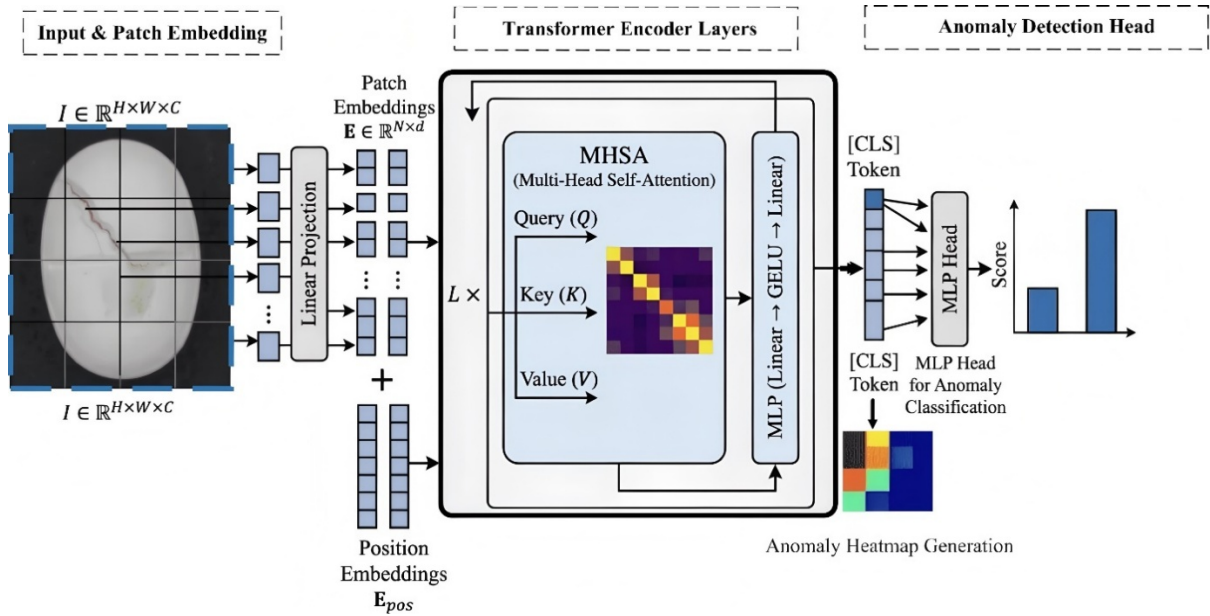 Input & Patch Embedding
Transformer Encoder Layers
Anomaly Detection Head
I ∈ ℝ^{H×W×C}
Linear Projection
I ∈ ℝ^{H×W×C}
Patch
Embeddings
E ∈ ℝ^{N×d}
+
Position
Embeddings
E_{pos}
L ×
MHSA
(Multi-Head Self-Attention)
Query (Q)
Key (K)
Value (V)
MLP (Linear → GELU → Linear)
[CLS]
Token
[CLS]
Token
MLP Head
MLP Head
for Anomaly
Classification
Score
Anomaly Heatmap Generation